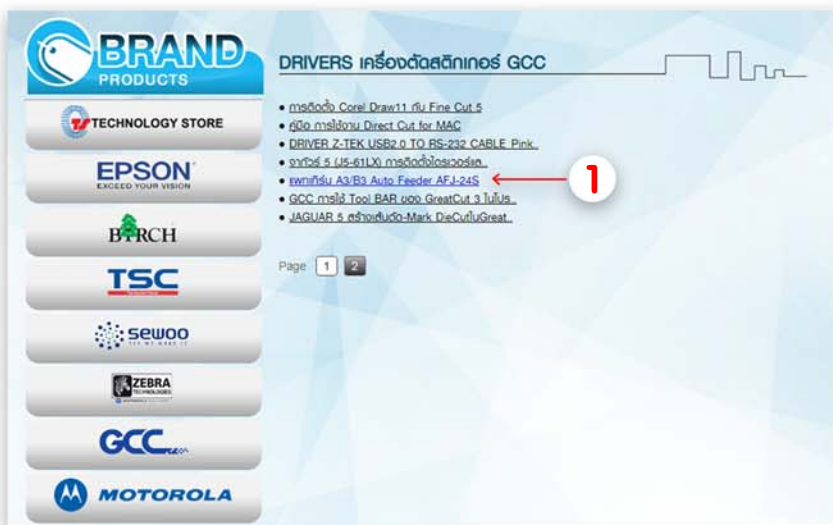 BRAND
PRODUCTS
TECHNOLOGY STORE
EPSON
EXCEED YOUR VISION
BIRCH
TSC
SEWOO
ZEBRA
TECHNOLOGIES
GCC
MOTOROLA
DRIVERS เครื่องตัดสติกเกอร์ GCC
• การติดตั้ง Corel Draw11 กับ Fine Cut 5
• คู่มือ การใช้งาน Direct Cut for MAC
• DRIVER Z-TEK USB2.0 TO RS-232 CABLE Pink..
• จากัวร์ 5 (J5-61LX) การติดตั้งไดรเวอร์แล..
• แพทเทิร์น A3/B3 Auto Feeder AFJ-24S
• GCC การใช้ Tool BAR ของ GreatCut 3 ในโปร..
• JAGUAR 5 สร้างเส้นตัด-Mark DieCutในGreat..
1
Page 1 2